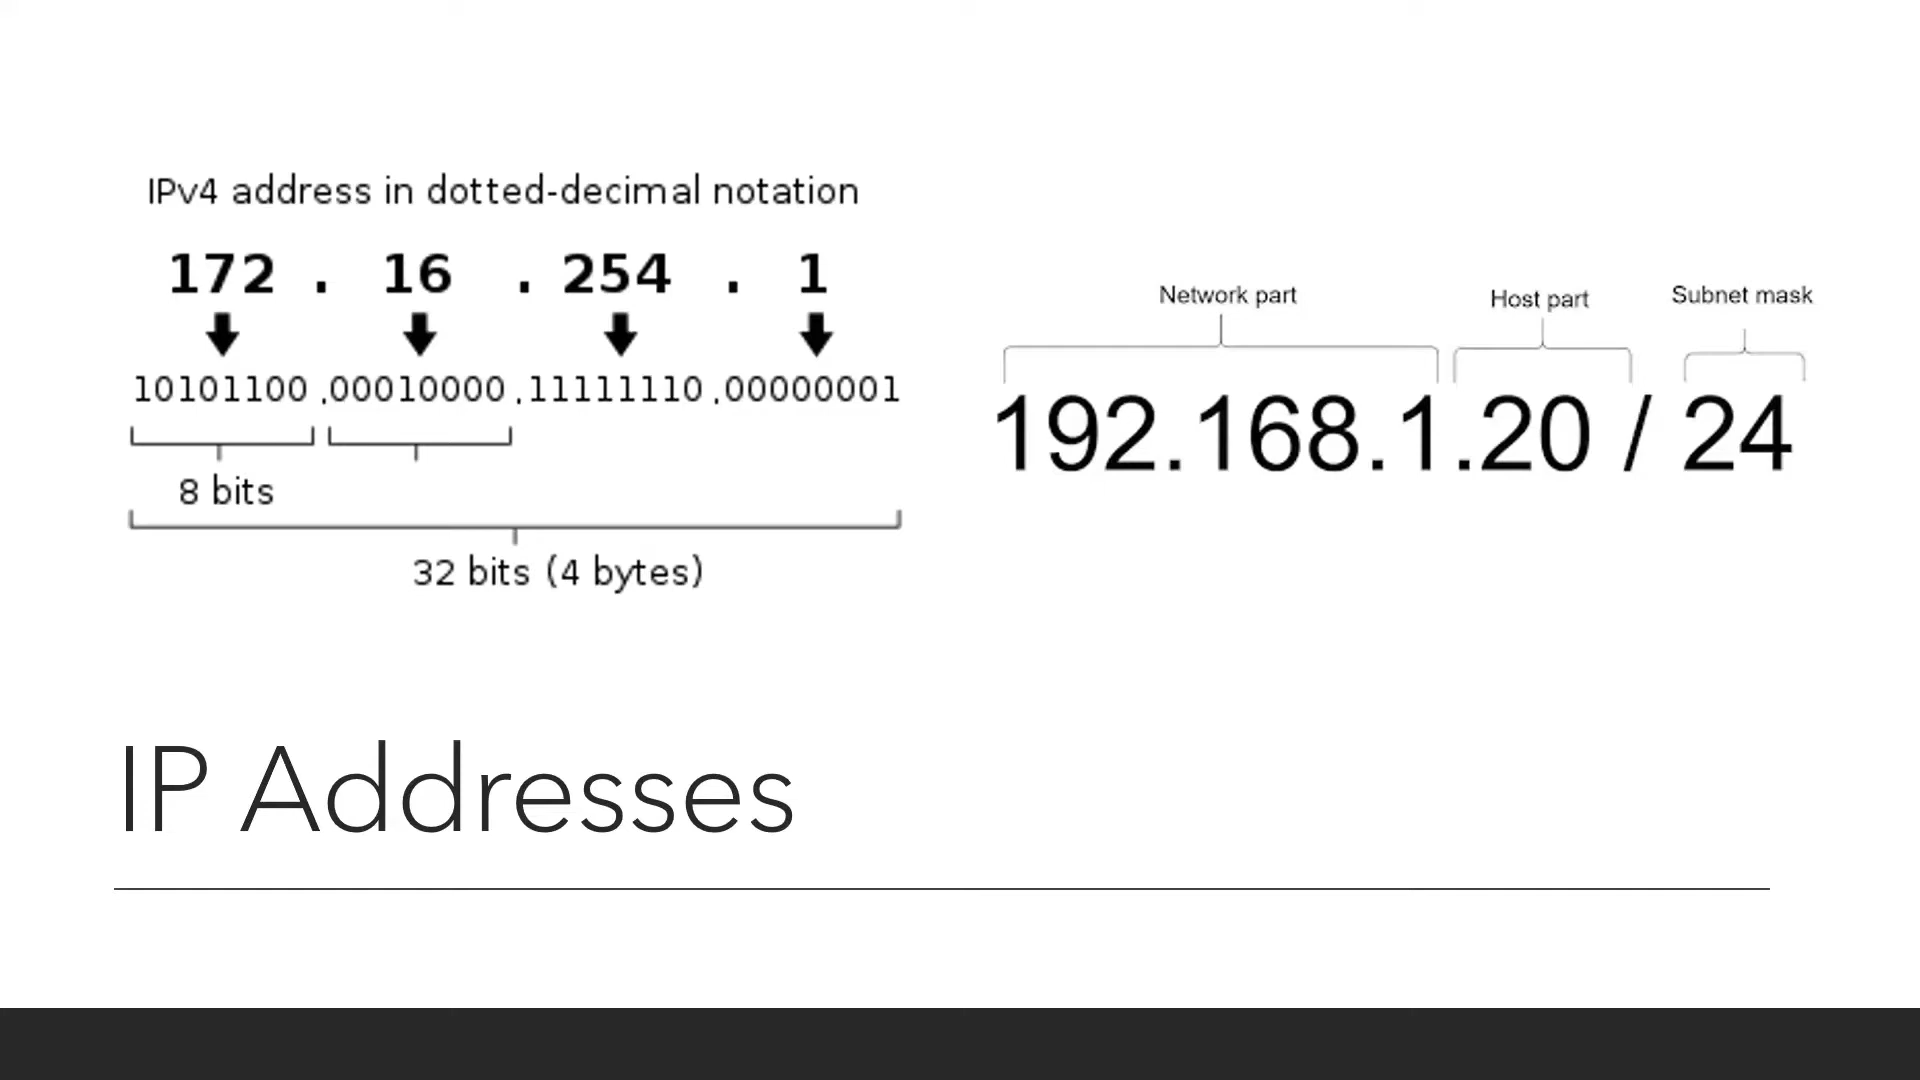 IPv4 address in dotted-decimal notation
172 . 16 . 254 . 1
10101100 .00010000 .11111110 .00000001
8 bits
32 bits (4 bytes)
Network part Host part Subnet mask
192.168.1.20 / 24
IP Addresses